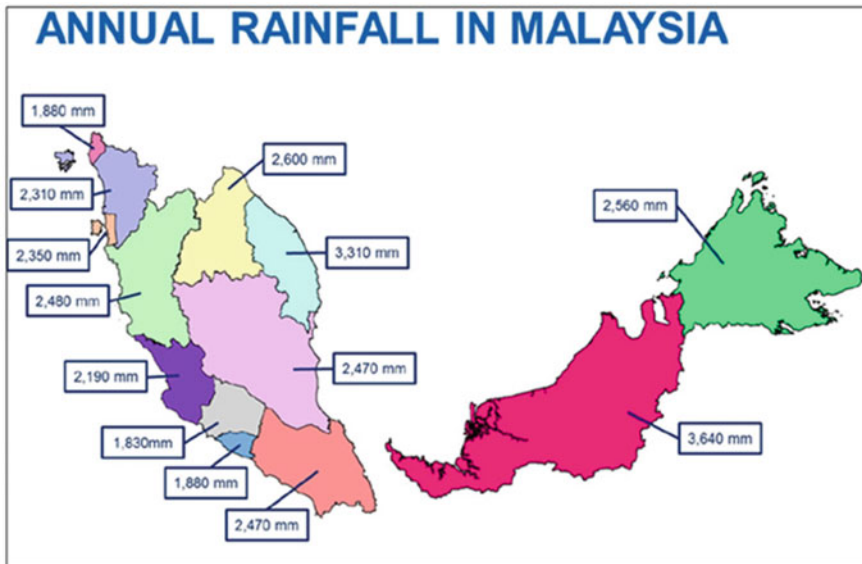 ANNUAL RAINFALL IN MALAYSIA
1,880 mm
2,600 mm
2,310 mm
2,560 mm
2,350 mm
3,310 mm
2,480 mm
2,190 mm
2,470 mm
1,830mm
3,640 mm
1,880 mm
2,470 mm